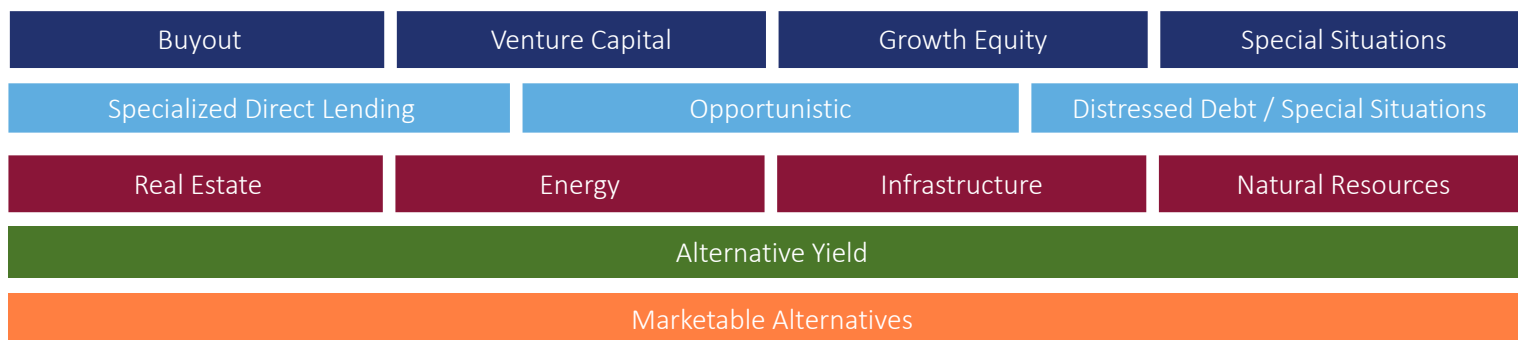 Buyout Venture Capital Growth Equity Special Situations
Specialized Direct Lending Opportunistic Distressed Debt / Special Situations
Real Estate Energy Infrastructure Natural Resources
Alternative Yield
Marketable Alternatives